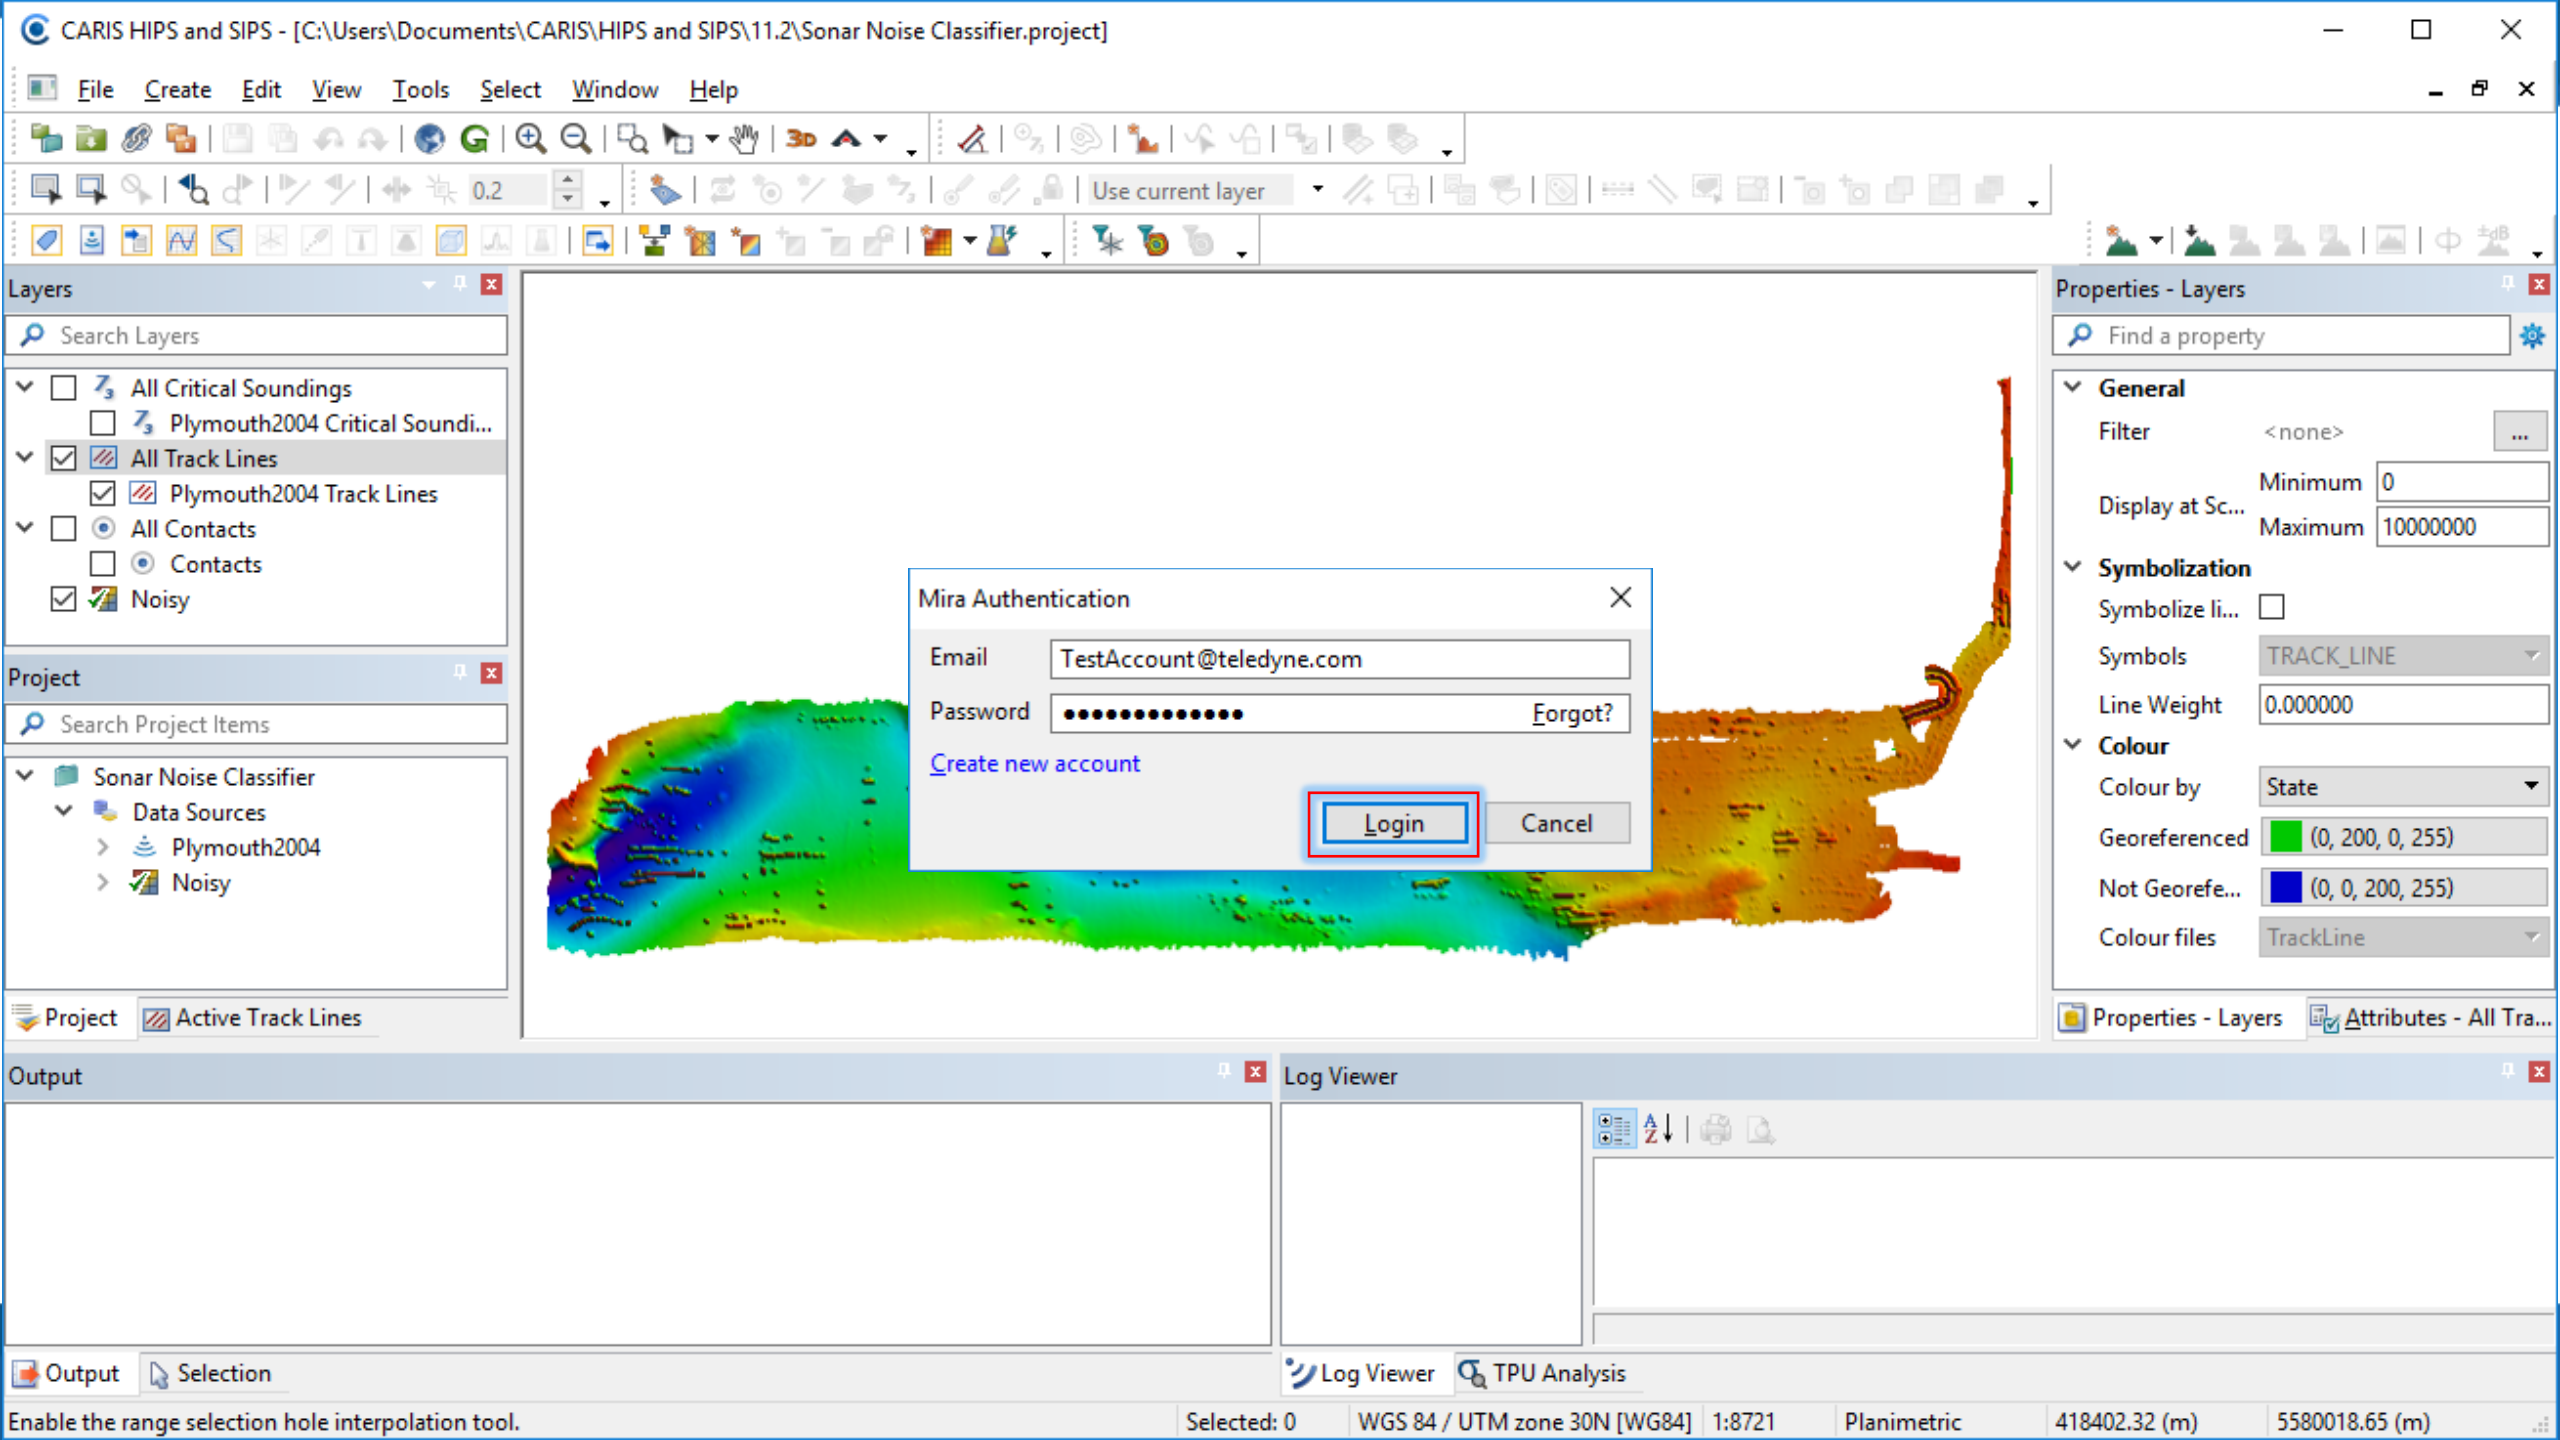 CARIS HIPS and SIPS - [C:\Users\Documents\CARIS\HIPS and SIPS\11.2\Sonar Noise Classifier.project]
File Create Edit View Tools Select Window Help
3D
0.2
Use current layer
±dB
Layers
Search Layers
All Critical Soundings
Plymouth2004 Critical Soundi...
All Track Lines
Plymouth2004 Track Lines
All Contacts
Contacts
Noisy
Project
Search Project Items
Sonar Noise Classifier
Data Sources
Plymouth2004
Noisy
Project Active Track Lines
Mira Authentication
Email TestAccount@teledyne.com
Password ●●●●●●●●●●●●● Forgot?
Create new account
Login Cancel
Properties - Layers
Find a property
General
Filter <none> ...
Display at Sc...
Minimum 0
Maximum 10000000
Symbolization
Symbolize li...
Symbols TRACK_LINE
Line Weight 0.000000
Colour
Colour by State
Georeferenced (0, 200, 0, 255)
Not Georefe... (0, 0, 200, 255)
Colour files TrackLine
Properties - Layers Attributes - All Tra...
Output
Output Selection
Log Viewer
Log Viewer TPU Analysis
Enable the range selection hole interpolation tool.
Selected: 0 WGS 84 / UTM zone 30N [WG84] 1:8721 Planimetric 418402.32 (m) 5580018.65 (m)